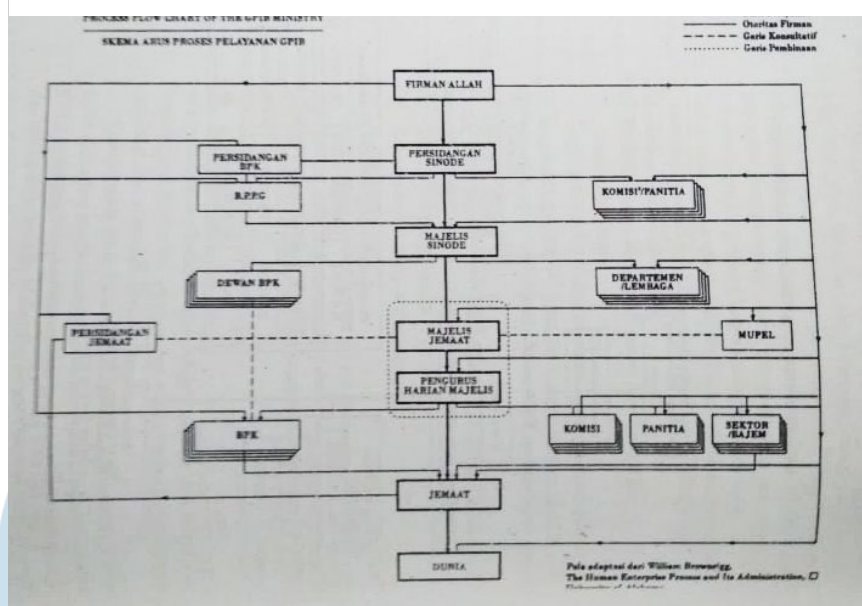 PROCESS FLOW CHART OF THE GPIB MINISTRY
SKEMA ARUS PROSES PELAYANAN GPIB
Otoritas Firman
Garis Konsultatif
Garis Pembinaan
FIRMAN ALLAH
PERSIDANGAN
BPK
PERSIDANGAN
SINODE
R.P.P.G
KOMISI/PANITIA
MAJELIS
SINODE
DEWAN BPK
DEPARTEMEN
/LEMBAGA
PERSIDANGAN
JEMAAT
MAJELIS
JEMAAT
MUPEL
PENGURUS
HARIAN MAJELIS
BPK
KOMISI
PANITIA
SEKTOR
/BAJEM
JEMAAT
DUNIA
Pola adaptasi dari William Brownrigg,
The Human Enterprise Process and Its Administration,
University of Alabama